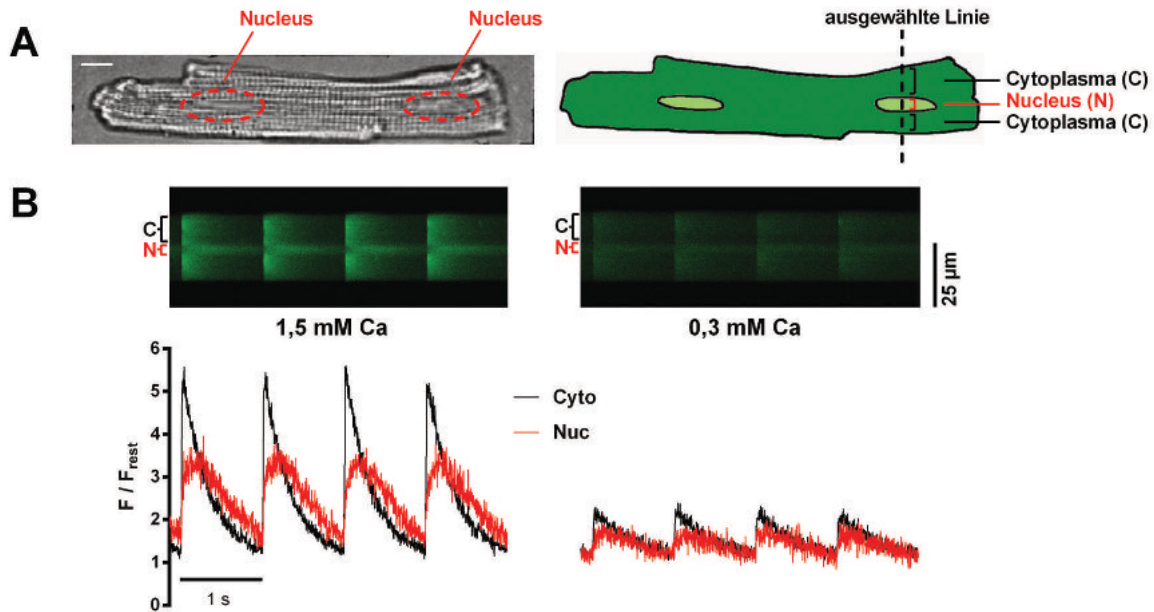 A
Nucleus
Nucleus
ausgewählte Linie
Cytoplasma (C)
Nucleus (N)
Cytoplasma (C)
B
C
N
C
N
25 µm
1,5 mM Ca
0,3 mM Ca
F / Frest
6
5
4
3
2
1
0
Cyto
Nuc
1 s